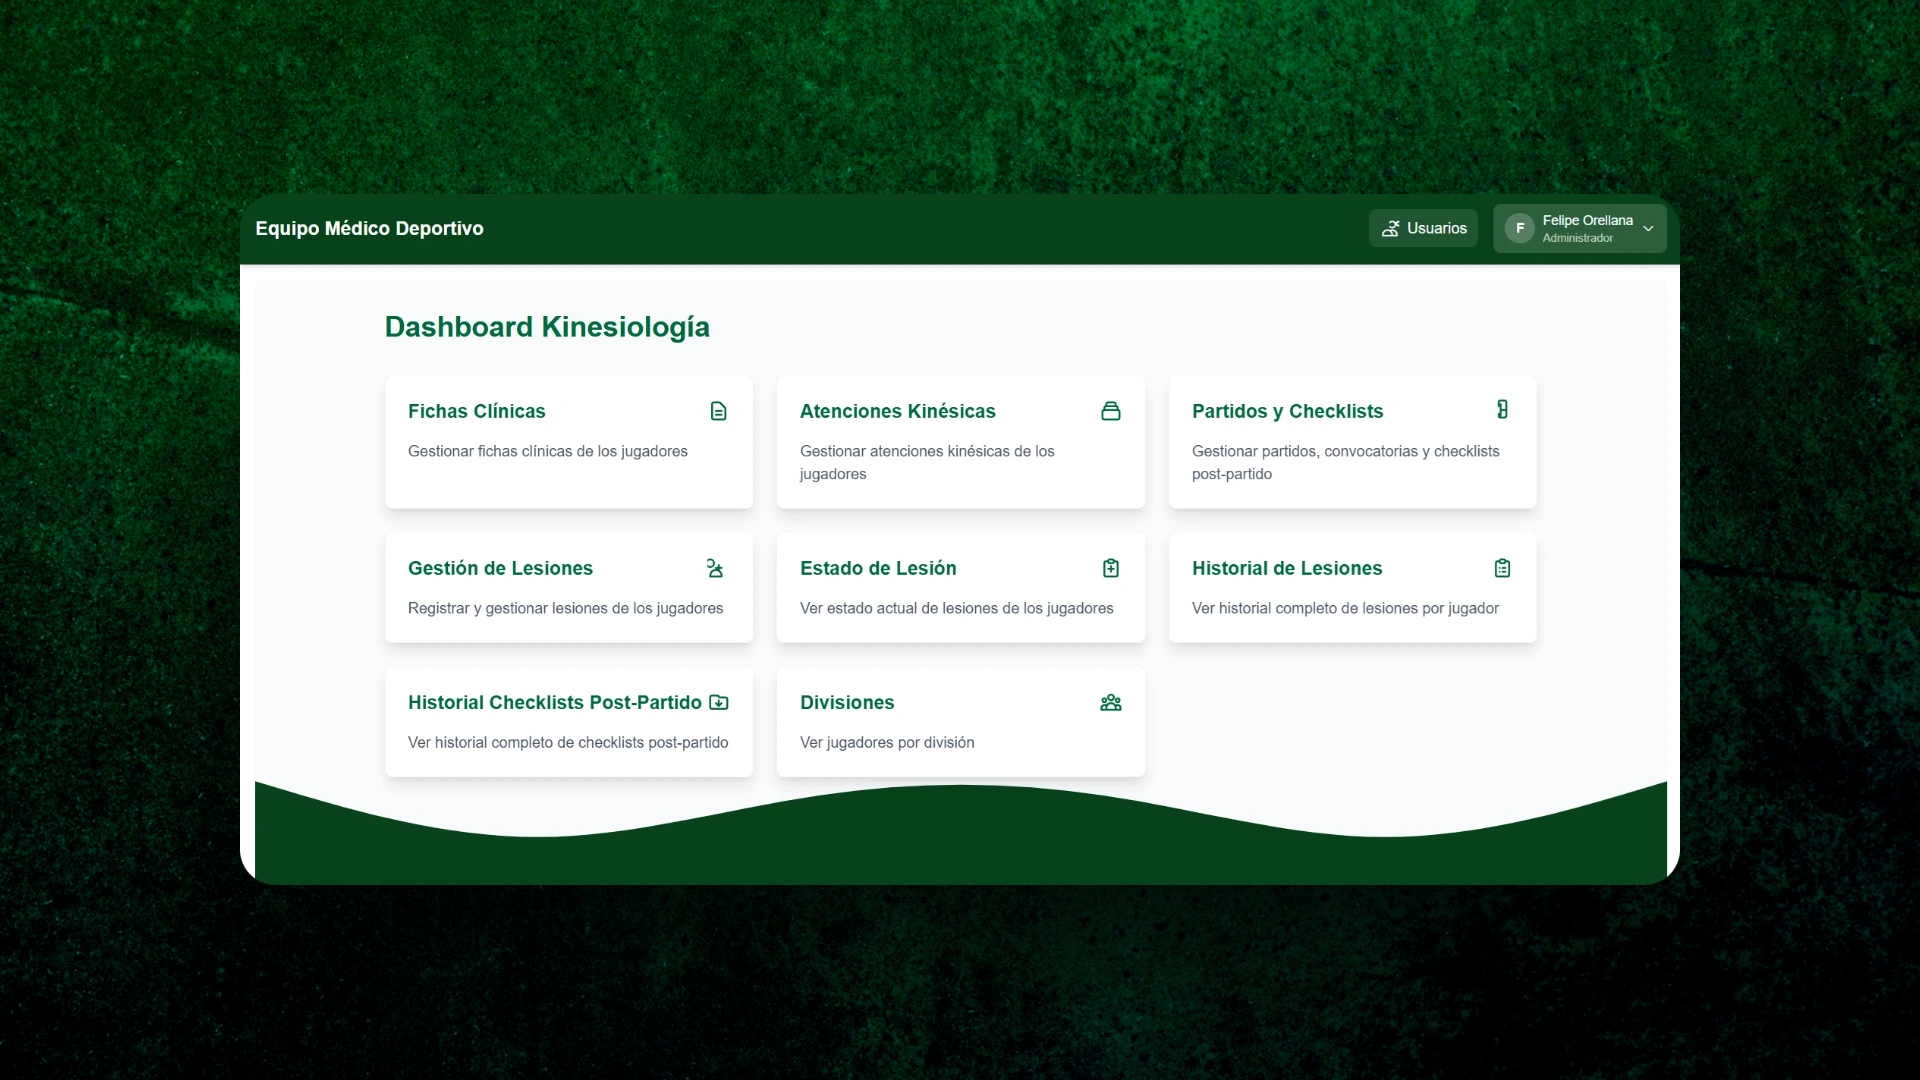 Equipo Médico Deportivo
Usuarios
F
Felipe Orellana
Administrador
Dashboard Kinesiología
Fichas Clínicas
Gestionar fichas clínicas de los jugadores
Atenciones Kinésicas
Gestionar atenciones kinésicas de los
jugadores
Partidos y Checklists
Gestionar partidos, convocatorias y checklists
post-partido
Gestión de Lesiones
Registrar y gestionar lesiones de los jugadores
Estado de Lesión
Ver estado actual de lesiones de los jugadores
Historial de Lesiones
Ver historial completo de lesiones por jugador
Historial Checklists Post-Partido
Ver historial completo de checklists post-partido
Divisiones
Ver jugadores por división